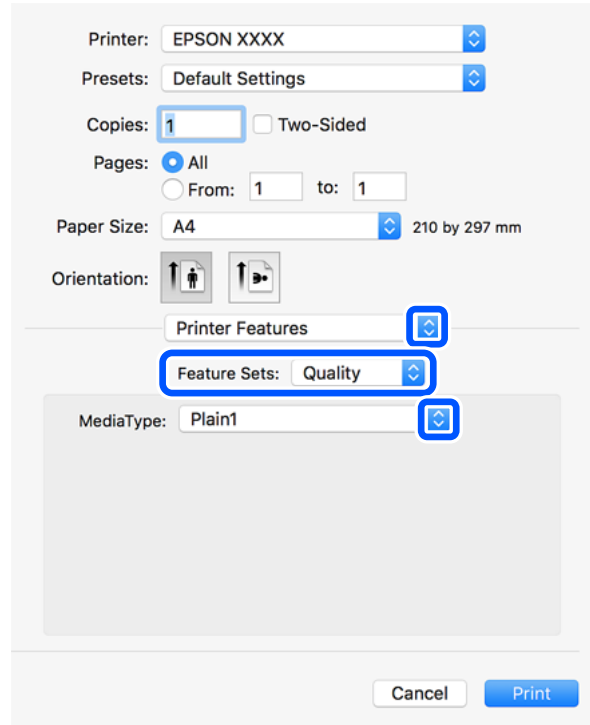 Printer: EPSON XXXX
Presets: Default Settings
Copies: 1 Two-Sided
Pages: All
From: 1 to: 1
Paper Size: A4 210 by 297 mm
Orientation:
Printer Features
Feature Sets: Quality
MediaType: Plain1
Cancel Print